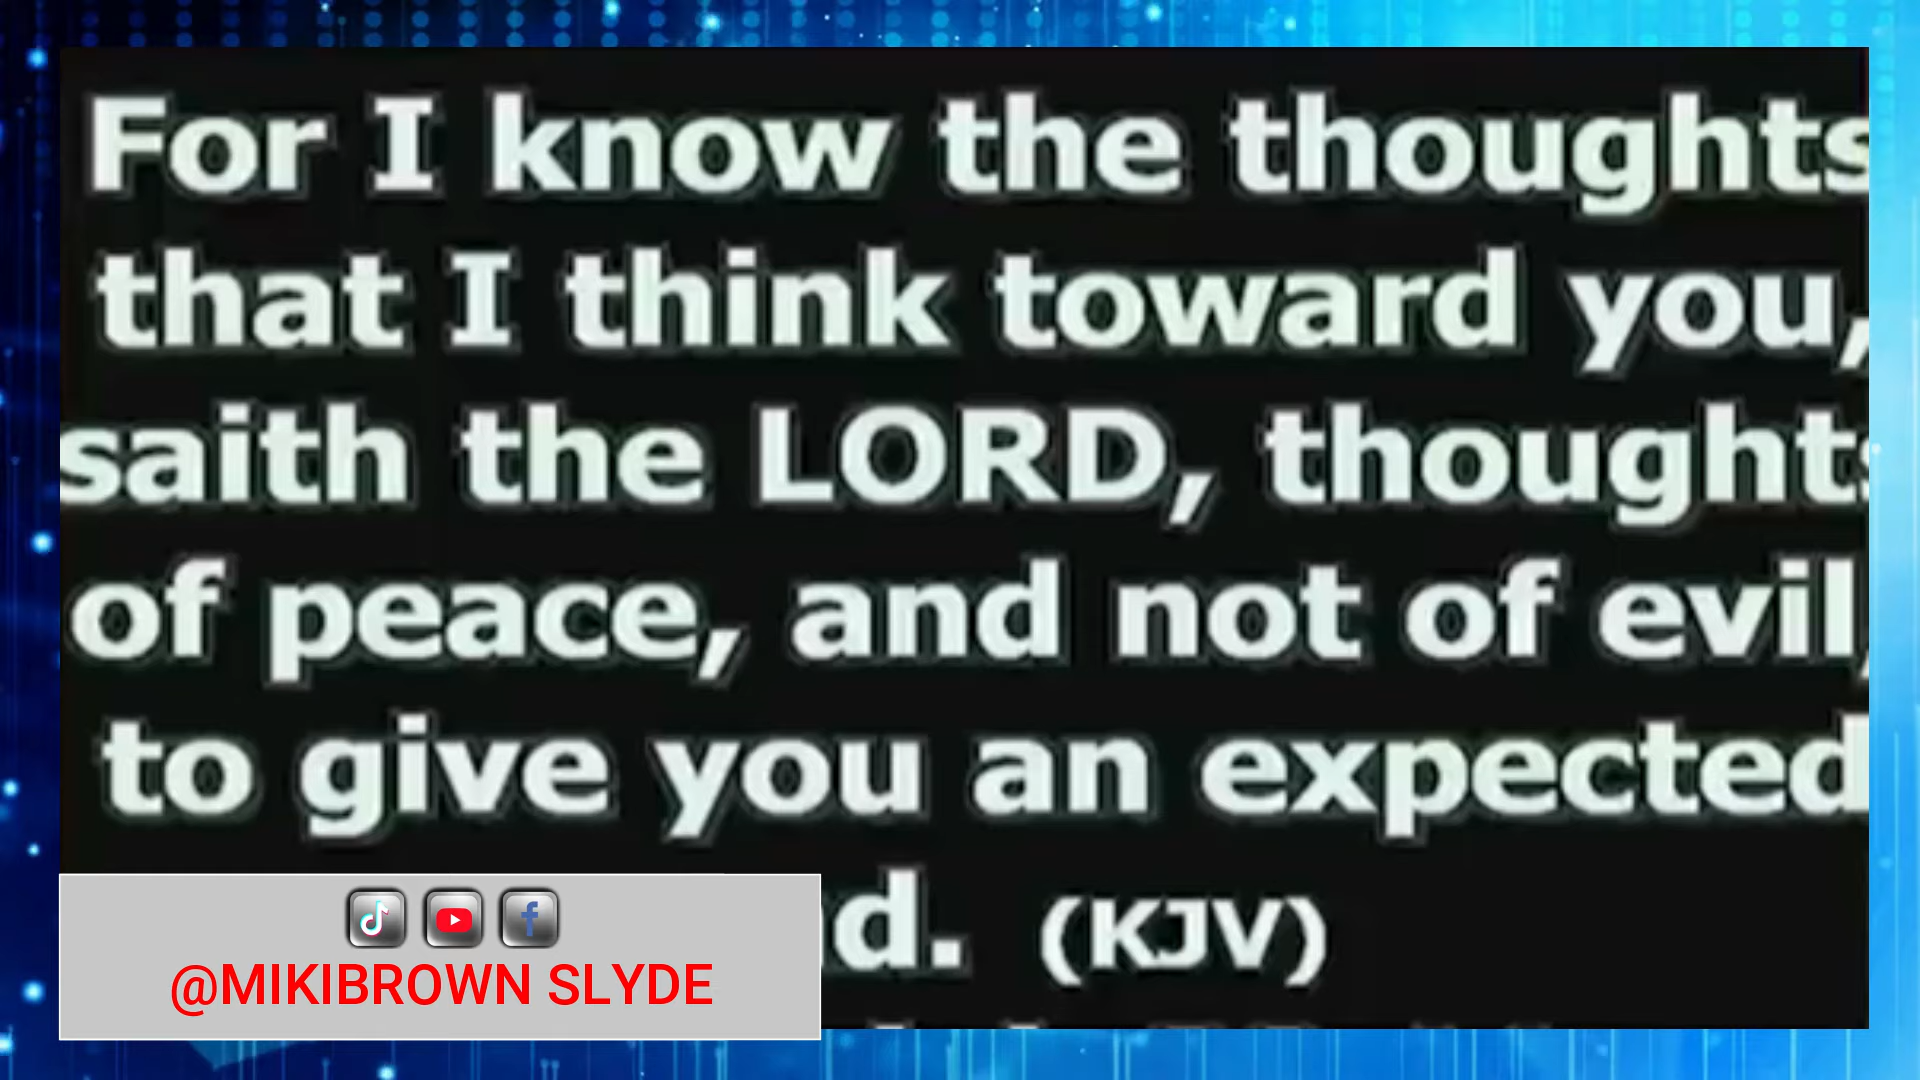 For I know the thoughts
that I think toward you,
saith the LORD, thoughts
of peace, and not of evil,
to give you an expected
d. (KJV)
@MIKIBROWN SLYDE